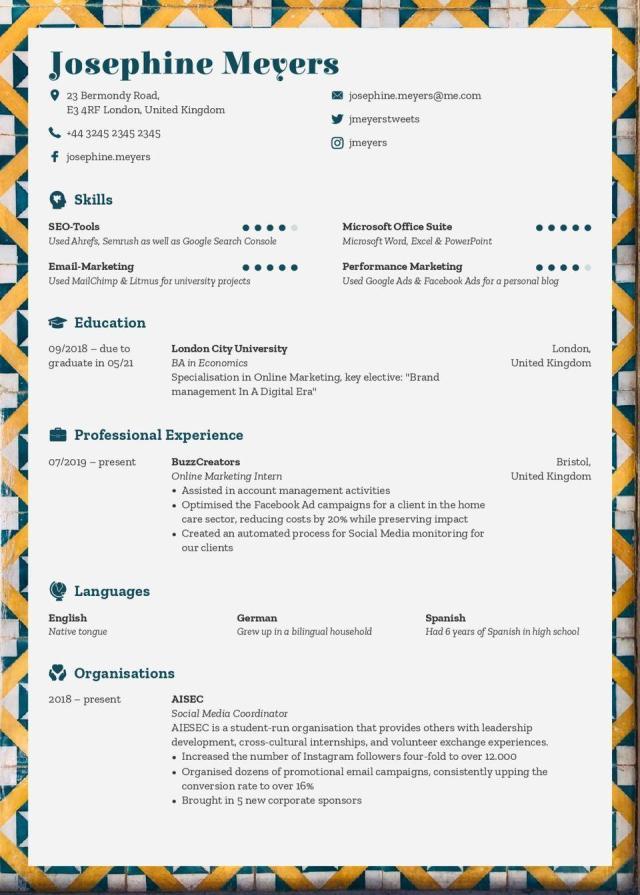 Josephine Meyers
23 Bermondy Road,
E3 4RF London, United Kingdom
+44 3245 2345 2345
josephine.meyers
josephine.meyers@me.com
jmeyerstweets
jmeyers
Skills
SEO-Tools
Used Ahrefs, Semrush as well as Google Search Console
Microsoft Office Suite
Microsoft Word, Excel & PowerPoint
Email-Marketing
Used MailChimp & Litmus for university projects
Performance Marketing
Used Google Ads & Facebook Ads for a personal blog
Education
09/2018 – due to
graduate in 05/21
London City University
BA in Economics
Specialisation in Online Marketing, key elective: "Brand
management In A Digital Era"
London,
United Kingdom
Professional Experience
07/2019 – present
BuzzCreators
Online Marketing Intern
• Assisted in account management activities
• Optimised the Facebook Ad campaigns for a client in the home
care sector, reducing costs by 20% while preserving impact
• Created an automated process for Social Media monitoring for
our clients
Bristol,
United Kingdom
Languages
English
Native tongue
German
Grew up in a bilingual household
Spanish
Had 6 years of Spanish in high school
Organisations
2018 – present
AISEC
Social Media Coordinator
AIESEC is a student-run organisation that provides others with leadership
development, cross-cultural internships, and volunteer exchange experiences.
• Increased the number of Instagram followers four-fold to over 12.000
• Organised dozens of promotional email campaigns, consistently upping the
conversion rate to over 16%
• Brought in 5 new corporate sponsors